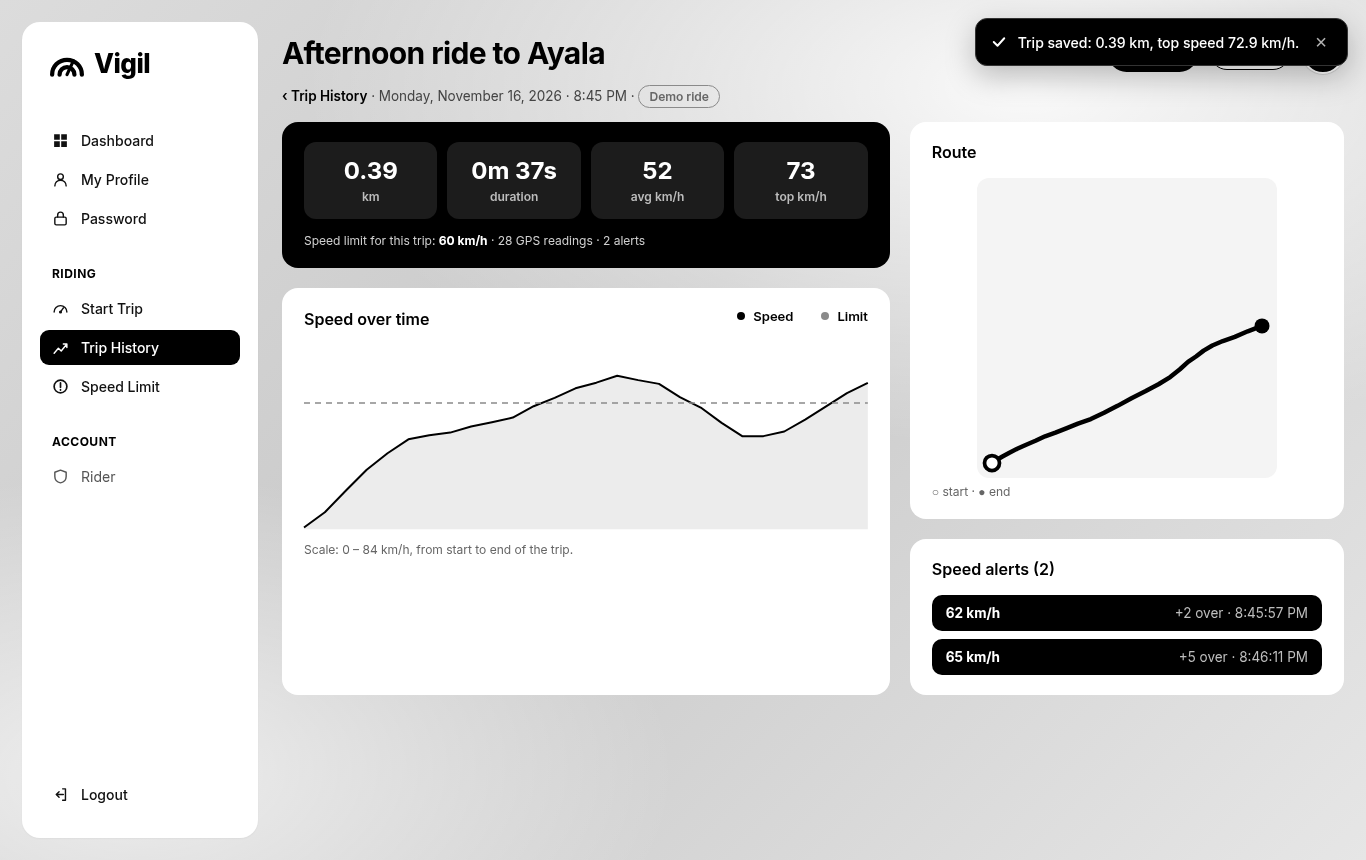 Vigil
Dashboard
My Profile
Password
RIDING
Start Trip
Trip History
Speed Limit
ACCOUNT
Rider
Logout
Afternoon ride to Ayala
‹ Trip History · Monday, November 16, 2026 · 8:45 PM · Demo ride
Trip saved: 0.39 km, top speed 72.9 km/h.
0.39
km
0m 37s
duration
52
avg km/h
73
top km/h
Speed limit for this trip: 60 km/h · 28 GPS readings · 2 alerts
Speed over time
Speed
Limit
Scale: 0 – 84 km/h, from start to end of the trip.
Route
○ start · ● end
Speed alerts (2)
62 km/h
+2 over · 8:45:57 PM
65 km/h
+5 over · 8:46:11 PM